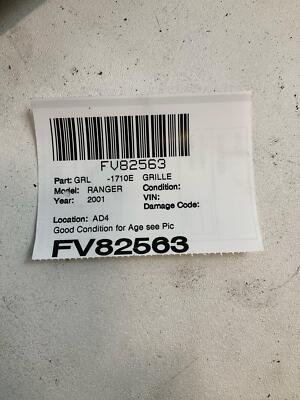 FV82563
Part: GRL -1710E GRILLE
Model: RANGER Condition:
Year: 2001 VIN:
Damage Code:
Location: AD4
Good Condition for Age see Pic
FV82563